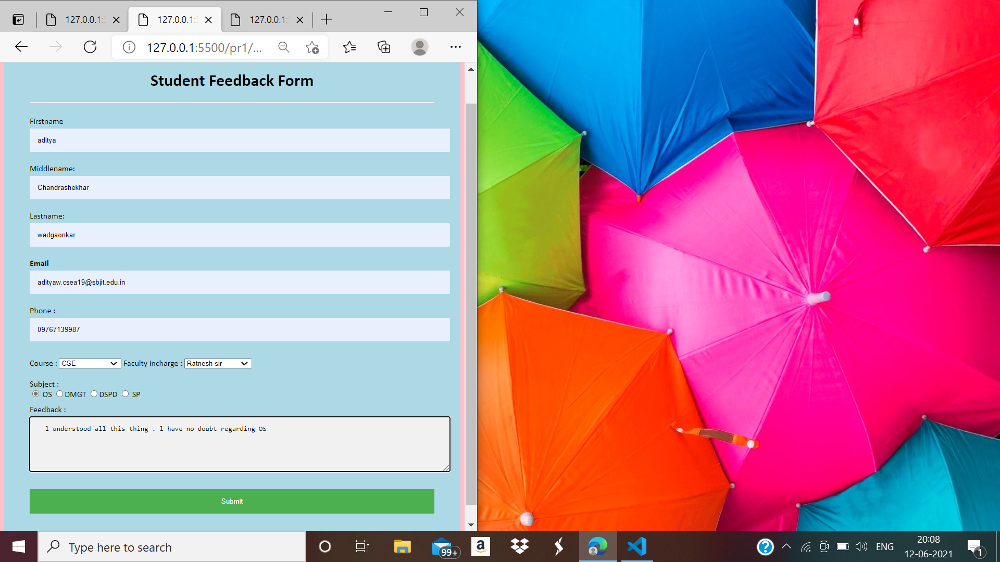 127.0.0.1:5
127.0.0.1:5
127.0.0.1:
127.0.0.1:5500/pr1/...
Student Feedback Form
Firstname
aditya
Middlename:
Chandrashekhar
Lastname:
wadgaonkar
Email
adityaw.csea19@sbjit.edu.in
Phone :
09767139987
Course : CSE Faculty incharge : Ratnesh sir
Subject :
OS DMGT DSPD SP
Feedback :
l understood all this thing . l have no doubt regarding OS
Submit
Type here to search
99+
a
ENG
20:08
12-06-2021
1